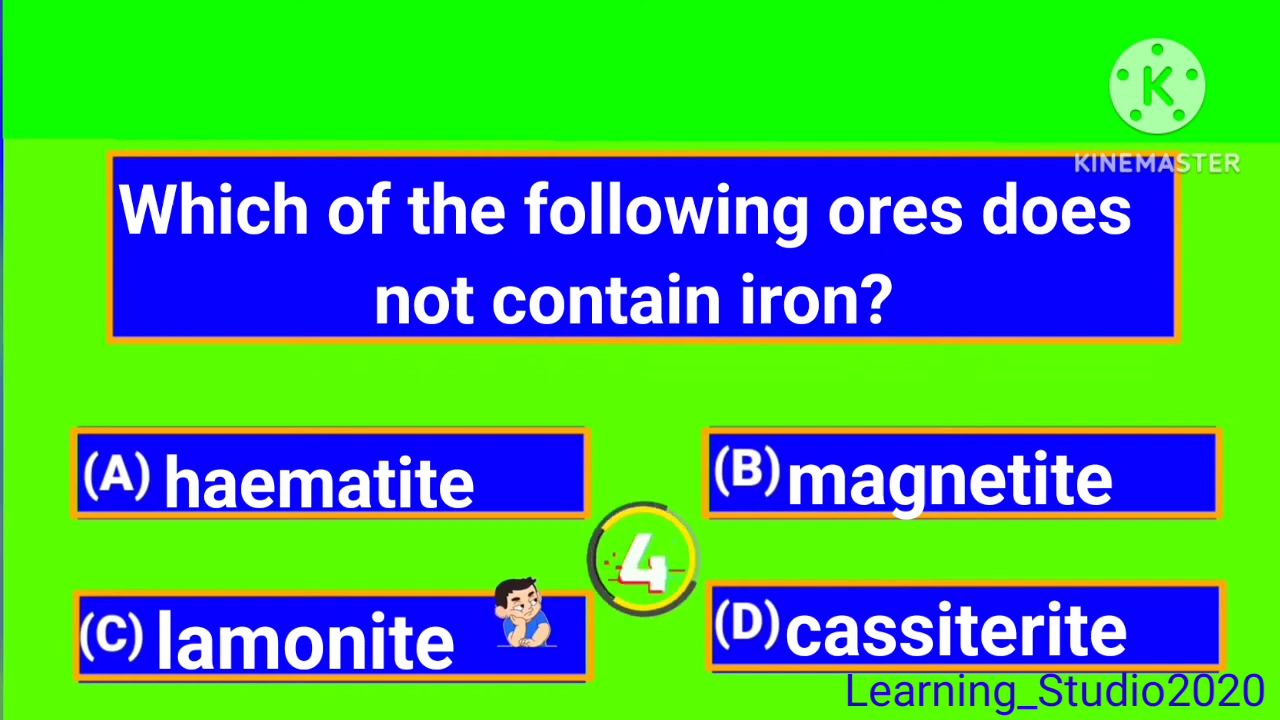 K
KINEMASTER
Which of the following ores does
not contain iron?
(A) haematite
(B) magnetite
4
(C) lamonite
(D) cassiterite
Learning_Studio2020